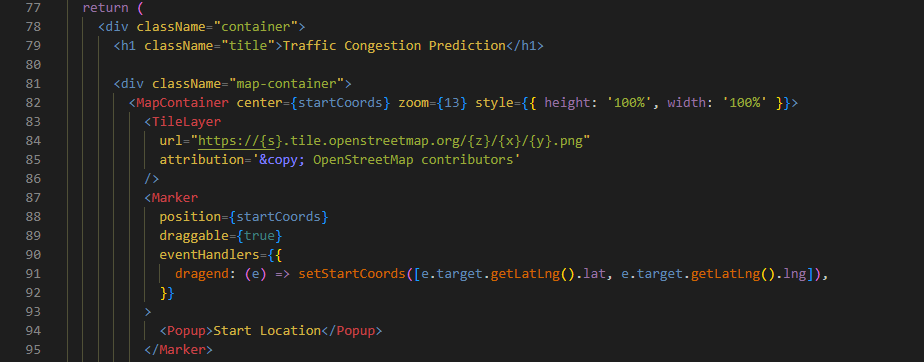 77 return (
78 <div className="container">
79 <h1 className="title">Traffic Congestion Prediction</h1>
80
81 <div className="map-container">
82 <MapContainer center={startCoords} zoom={13} style={{ height: '100%', width: '100%' }}>
83 <TileLayer
84 url="https://{s}.tile.openstreetmap.org/{z}/{x}/{y}.png"
85 attribution='&copy; OpenStreetMap contributors'
86 />
87 <Marker
88 position={startCoords}
89 draggable={true}
90 eventHandlers={{
91 dragend: (e) => setStartCoords([e.target.getLatLng().lat, e.target.getLatLng().lng]),
92 }}
93 >
94 <Popup>Start Location</Popup>
95 </Marker>